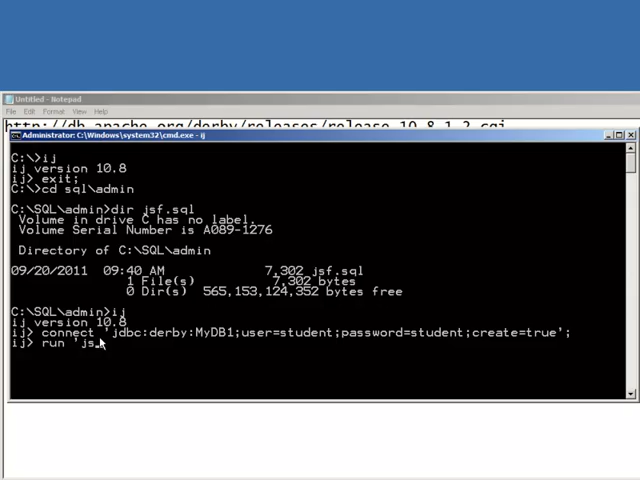 Untitled - Notepad
File Edit Format View Help
http://db.apache.org/derby/releases/release-10.8.1.2.cgi
Administrator: C:\Windows\system32\cmd.exe - ij
C:\>ij
ij version 10.8
ij> exit;
C:\>cd sql\admin
C:\SQL\admin>dir jsf.sql
Volume in drive C has no label.
Volume Serial Number is A089-1276
Directory of C:\SQL\admin
09/20/2011 09:40 AM 7,302 jsf.sql
1 File(s) 7,302 bytes
0 Dir(s) 565,153,124,352 bytes free
C:\SQL\admin>ij
ij version 10.8
ij> connect 'jdbc:derby:MyDB1;user=student;password=student;create=true';
ij> run 'js_